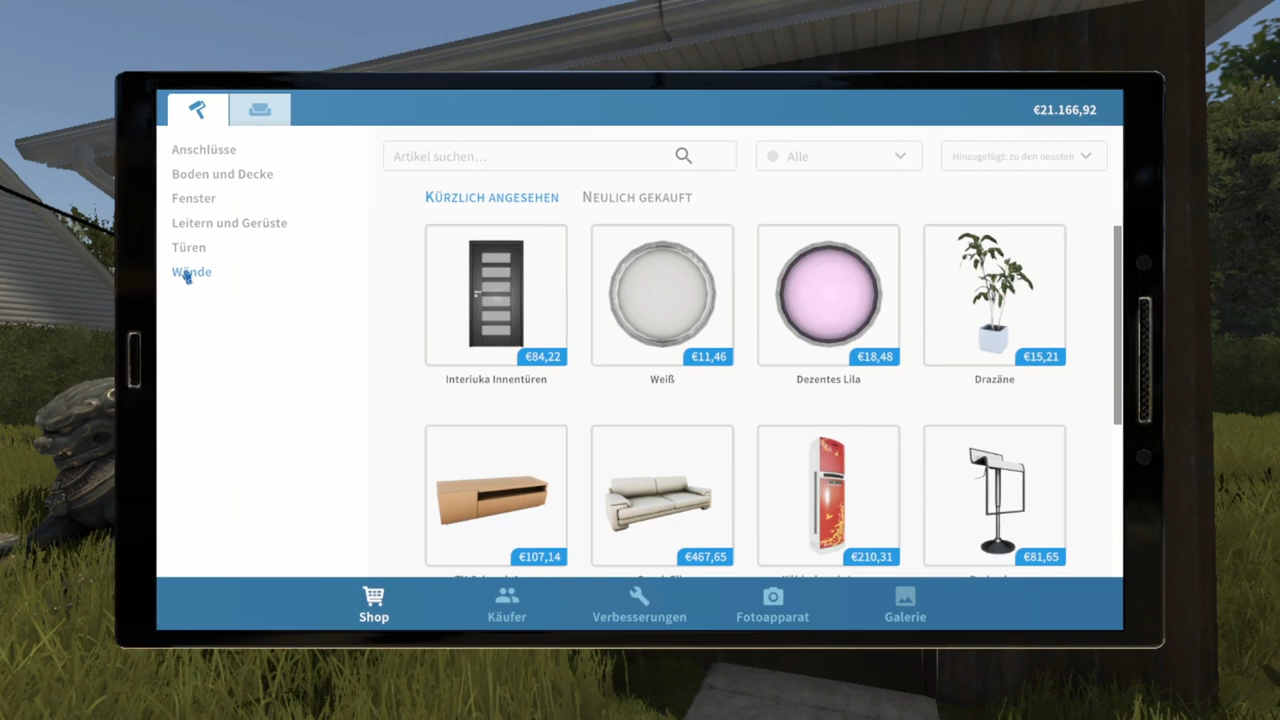 €21.166,92
Anschlüsse
Boden und Decke
Fenster
Leitern und Gerüste
Türen
Wände
Artikel suchen...
Alle
Hinzugefügt: zu den neusten
KÜRZLICH ANGESEHEN
NEULICH GEKAUFT
€84,22
€11,46
€18,48
€15,21
Interiuka Innentüren
Weiß
Dezentes Lila
Drazäne
€107,14
€467,65
€210,31
€81,65
Shop
Käufer
Verbesserungen
Fotoapparat
Galerie